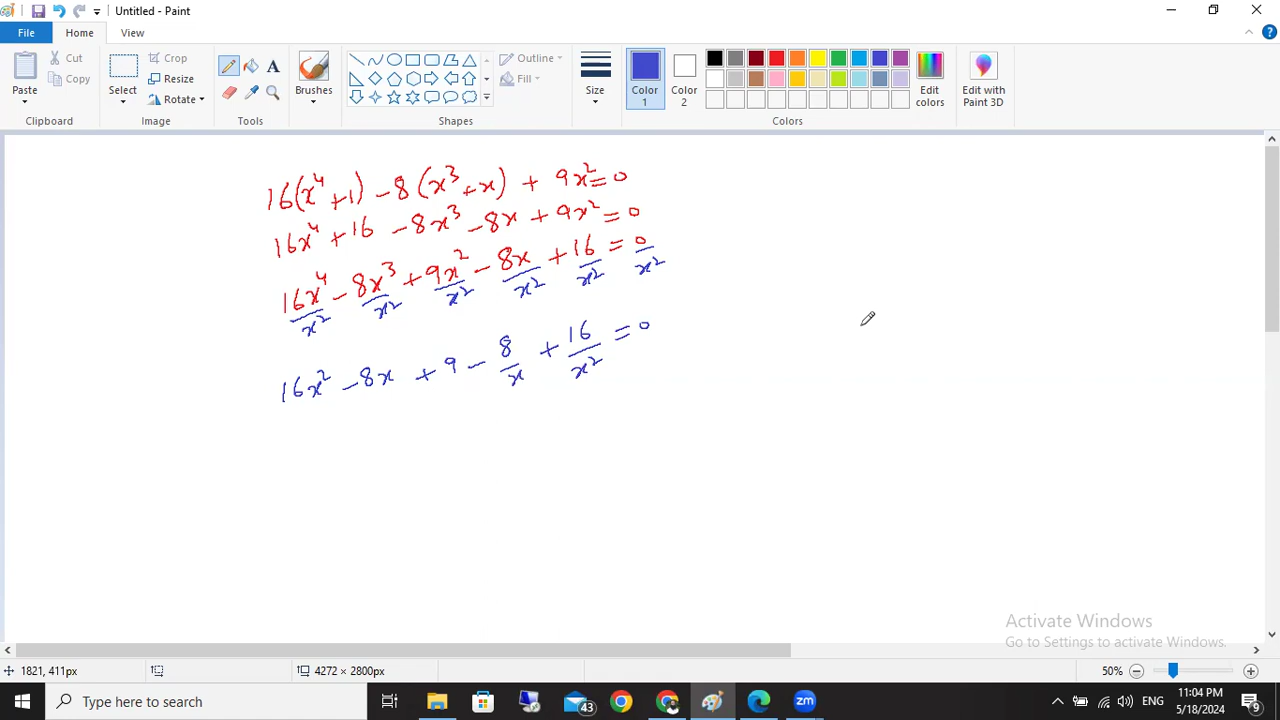 Untitled - Paint
File Home View
Paste Cut Copy Clipboard
Select Crop Resize Rotate Image
Tools
Brushes
Outline Fill Shapes
Size
Color 1 Color 2 Edit colors Colors
Edit with Paint 3D
16(x⁴+1) -8(x³+x) + 9x²=0
16x⁴+16 -8x³ -8x + 9x² = 0
16x⁴/x² - 8x³/x² + 9x²/x² - 8x/x² + 16/x² = 0/x²
16x² - 8x + 9 - 8/x + 16/x² = 0
Activate Windows
Go to Settings to activate Windows.
1821, 411px 4272 × 2800px 50%
Type here to search 43 zm ENG 11:04 PM 5/18/2024 9